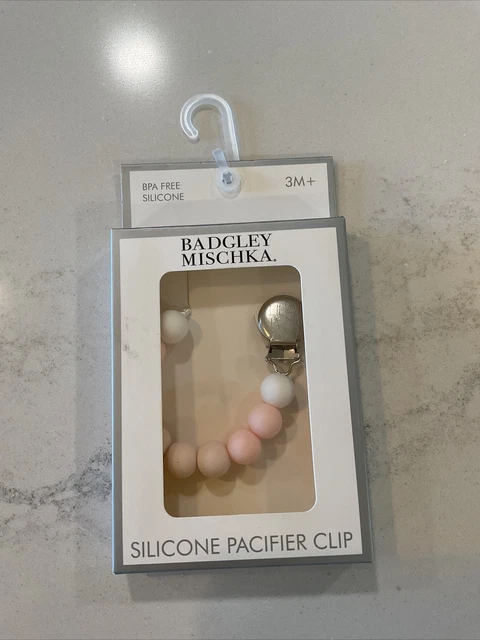 BPA FREE
SILICONE
3M+
BADGLEY
MISCHKA.
SILICONE PACIFIER CLIP